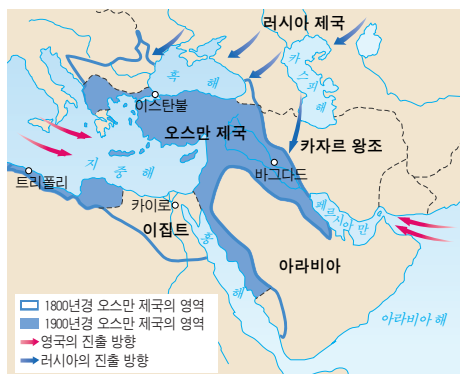 러시아 제국
흑 해
카스피 해
이스탄불
오스만 제국
카자르 왕조
바그다드
지 중 해
트리폴리
카이로
이집트
페르시아 만
홍 해
아라비아
아라비아 해
1800년경 오스만 제국의 영역
1900년경 오스만 제국의 영역
영국의 진출 방향
러시아의 진출 방향